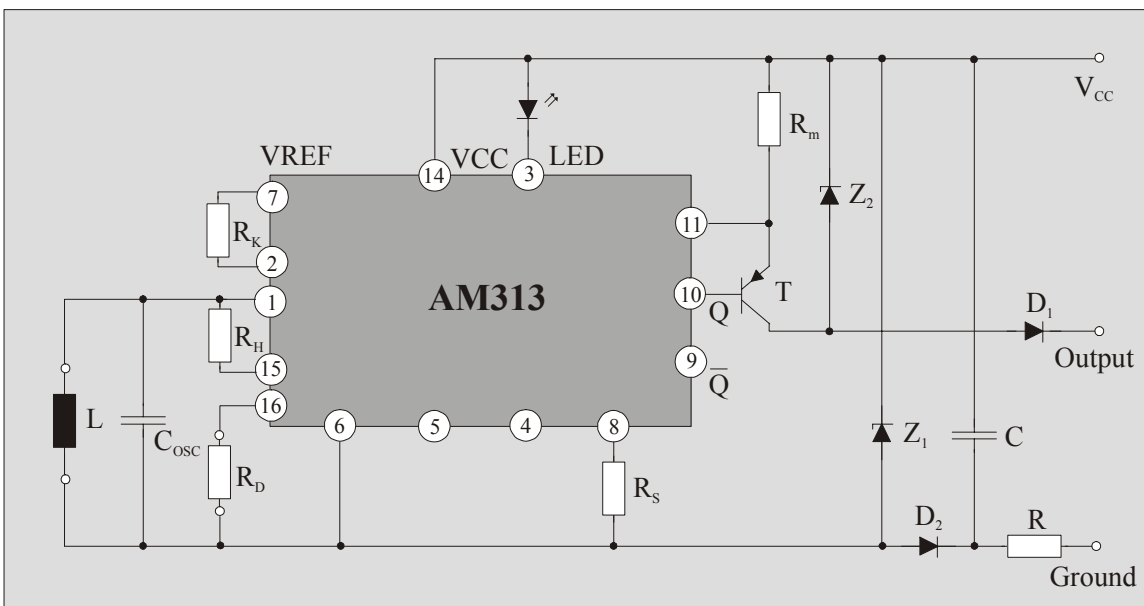 V_CC
R_m
VREF
VCC
LED
14
3
7
R_K
Z_2
11
2
AM313
10
Q
T
1
D_1
R_H
Output
9
Q̅
15
16
L
C_OSC
6
5
4
8
Z_1
C
R_D
R_S
D_2
R
Ground